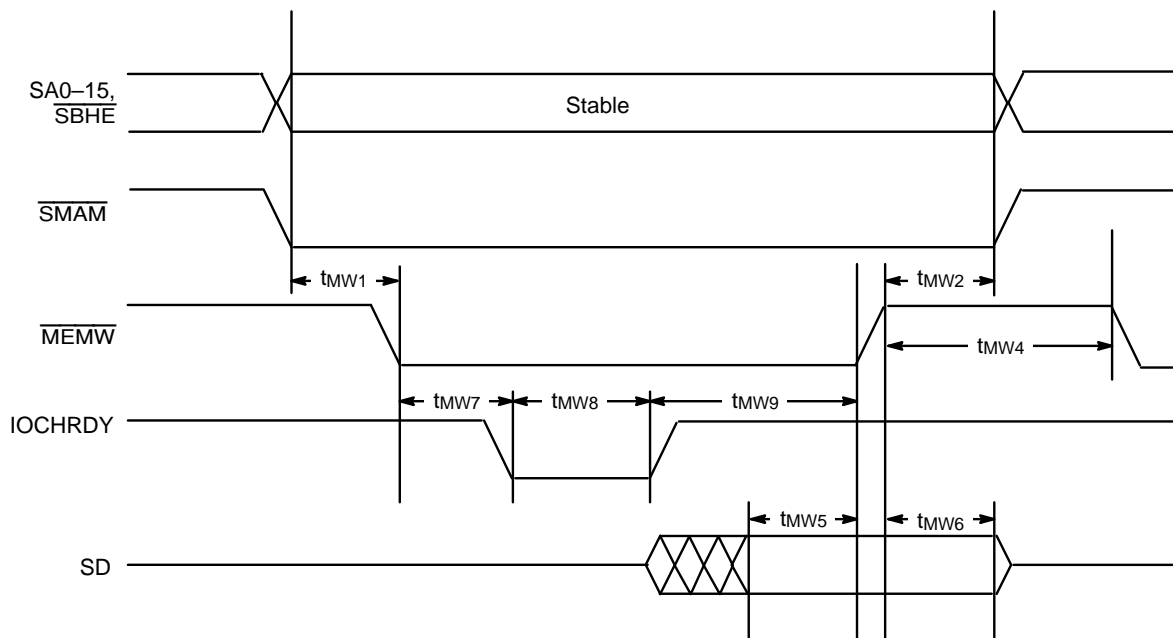 SA0–15,
SBHE
Stable
SMAM
tMW1
tMW2
MEMW
tMW4
tMW7
tMW8
tMW9
IOCHRDY
tMW5
tMW6
SD